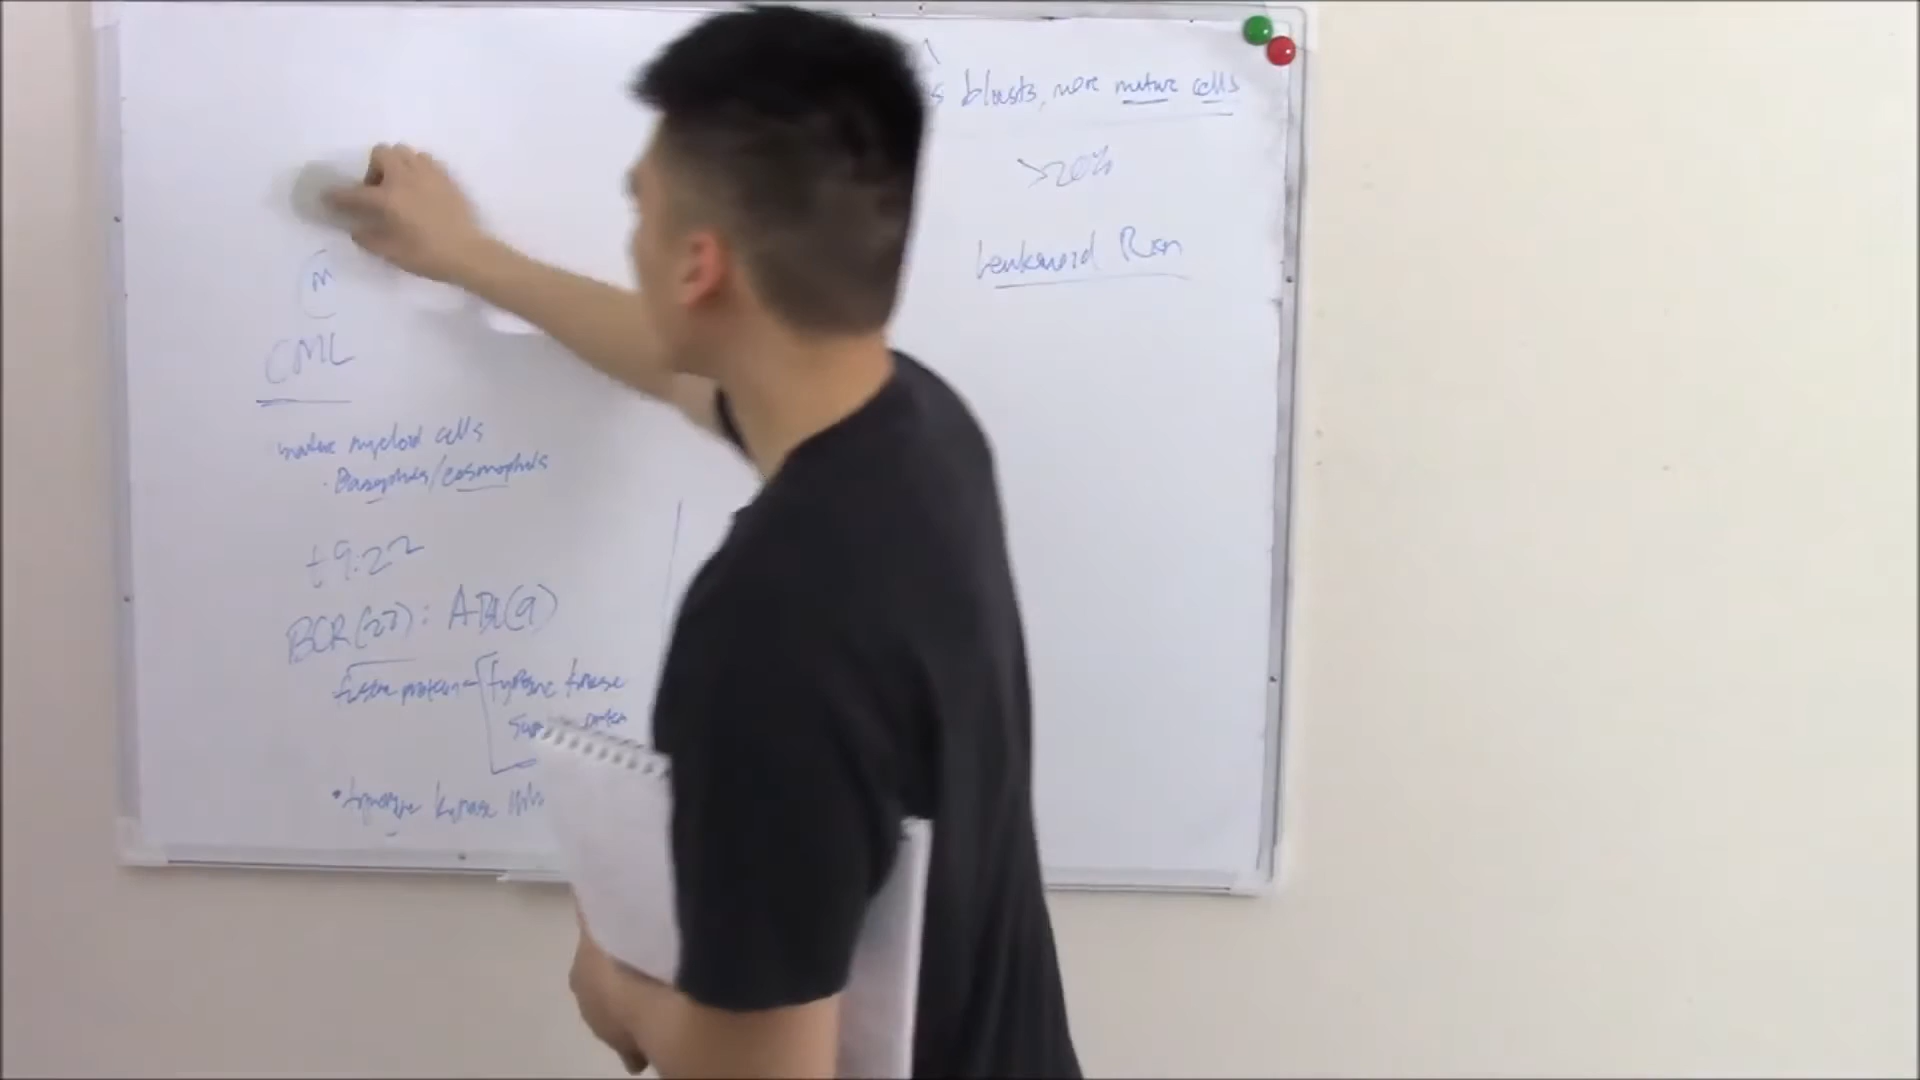 blasts, more mature cells
>20%
Leukemoid Rxn
M
CML
mature myeloid cells
· Basophils/eosinophils
t9:22
BCR(22): ABL(9)
fusion protein tyrosine kinase
kinase